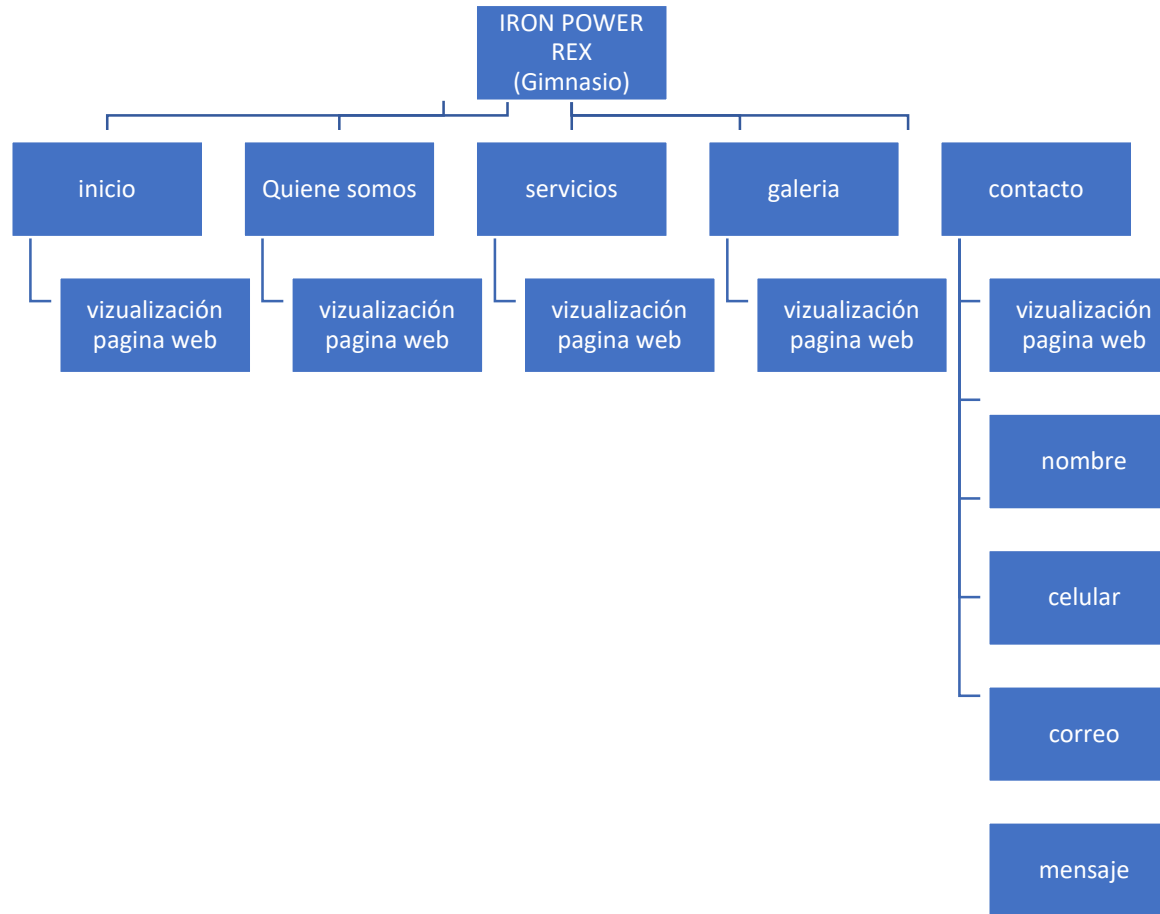 IRON POWER
REX
(Gimnasio)
inicio
Quiene somos
servicios
galeria
contacto
vizualización
pagina web
vizualización
pagina web
vizualización
pagina web
vizualización
pagina web
vizualización
pagina web
nombre
celular
correo
mensaje